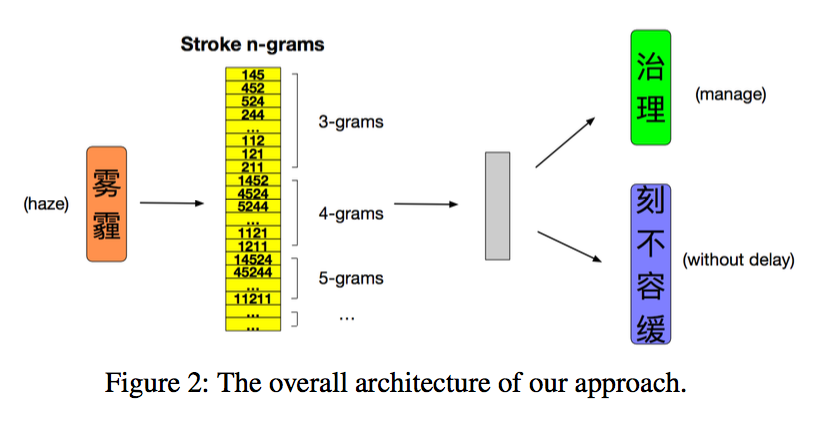 Stroke n-grams
(haze)
雾
霾
145
452
524
244
...
112
121
211
1452
4524
5244
...
1121
1211
14524
45244
...
11211
...
...
3-grams
4-grams
5-grams
...
治
理
(manage)
刻
不
容
缓
(without delay)
Figure 2: The overall architecture of our approach.